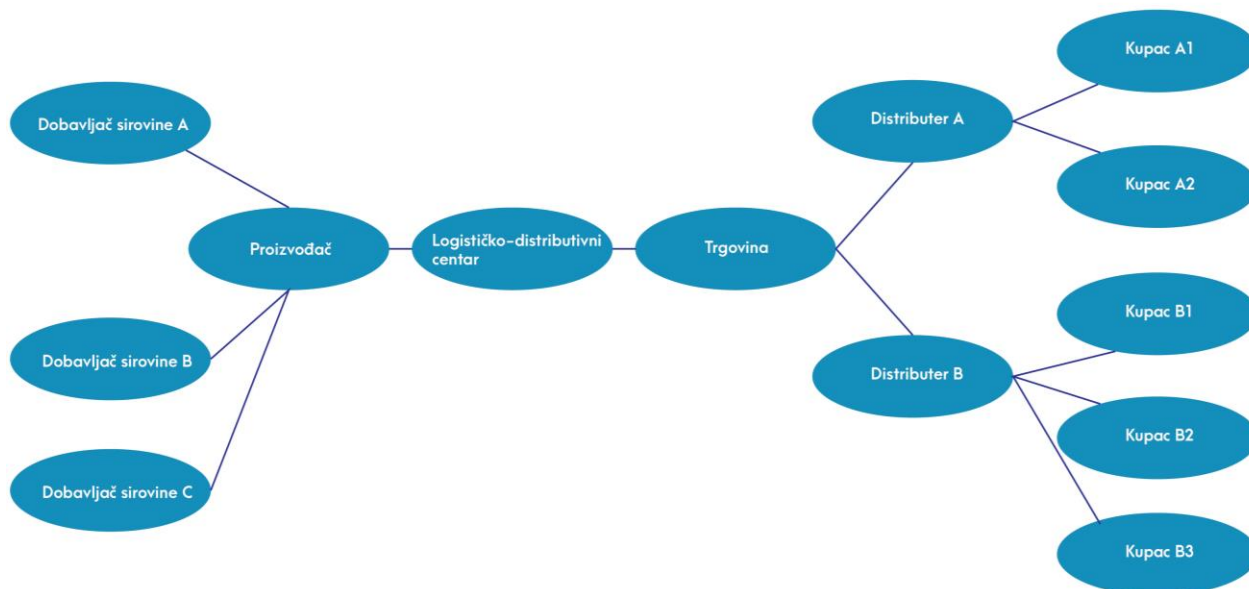 Dobavljač sirovine A
Dobavljač sirovine B
Dobavljač sirovine C
Proizvođač
Logističko-distributivni
centar
Trgovina
Distributer A
Distributer B
Kupac A1
Kupac A2
Kupac B1
Kupac B2
Kupac B3